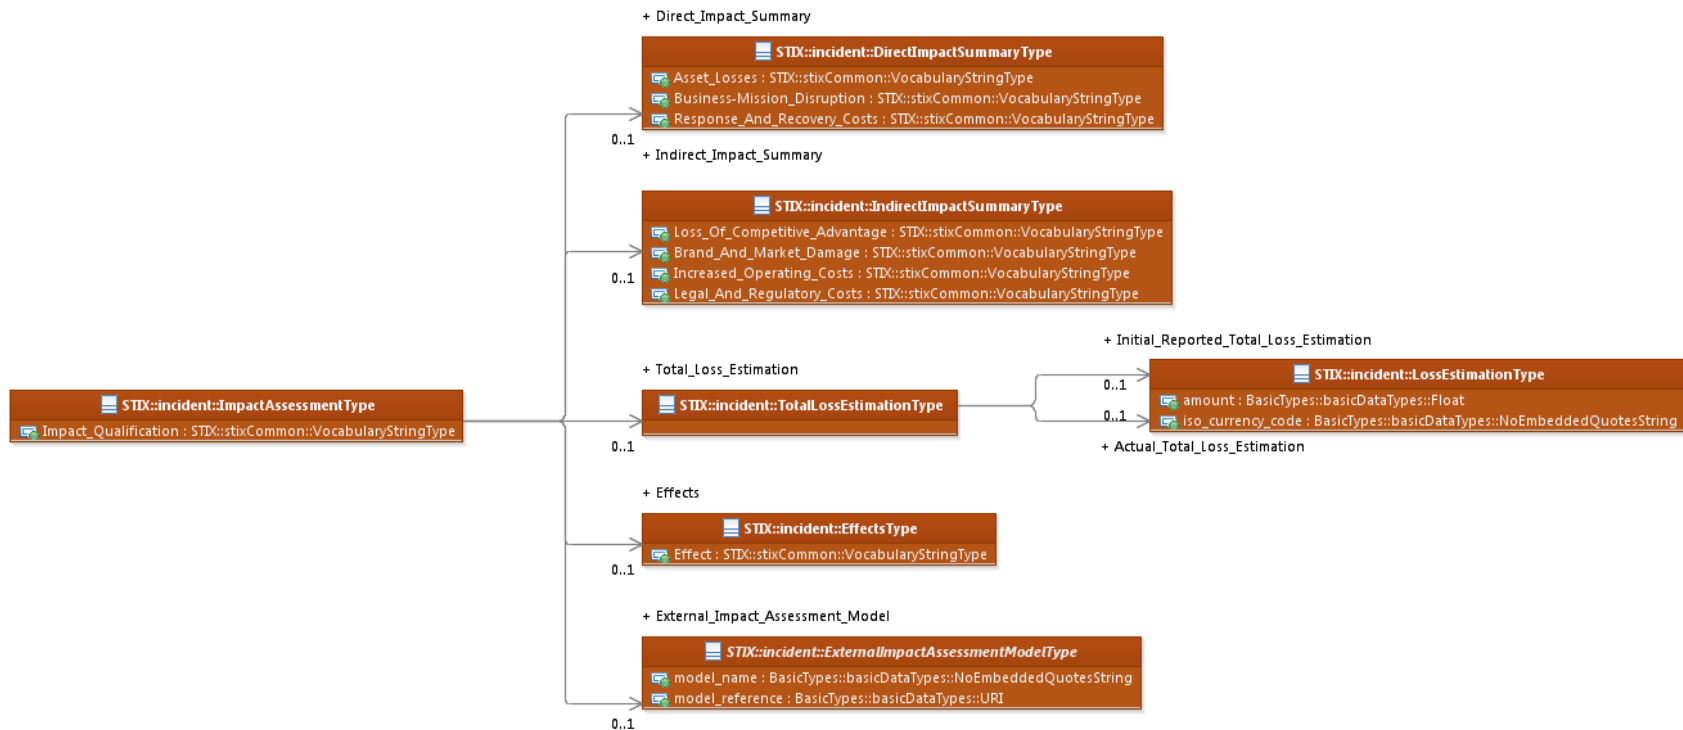 + Direct_Impact_Summary
STIX::incident::DirectImpactSummaryType
Asset_Losses : STIX::stixCommon::VocabularyStringType
Business-Mission_Disruption : STIX::stixCommon::VocabularyStringType
Response_And_Recovery_Costs : STIX::stixCommon::VocabularyStringType
0..1
+ Indirect_Impact_Summary
STIX::incident::IndirectImpactSummaryType
Loss_Of_Competitive_Advantage : STIX::stixCommon::VocabularyStringType
Brand_And_Market_Damage : STIX::stixCommon::VocabularyStringType
Increased_Operating_Costs : STIX::stixCommon::VocabularyStringType
Legal_And_Regulatory_Costs : STIX::stixCommon::VocabularyStringType
0..1
+ Initial_Reported_Total_Loss_Estimation
STIX::incident::LossEstimationType
amount : BasicTypes::basicDataTypes::Float
iso_currency_code : BasicTypes::basicDataTypes::NoEmbeddedQuotesString
0..1
0..1
+ Actual_Total_Loss_Estimation
+ Total_Loss_Estimation
STIX::incident::TotalLossEstimationType
0..1
STIX::incident::ImpactAssessmentType
Impact_Qualification : STIX::stixCommon::VocabularyStringType
+ Effects
STIX::incident::EffectsType
Effect : STIX::stixCommon::VocabularyStringType
0..1
+ External_Impact_Assessment_Model
STIX::incident::ExternalImpactAssessmentModelType
model_name : BasicTypes::basicDataTypes::NoEmbeddedQuotesString
model_reference : BasicTypes::basicDataTypes::URI
0..1